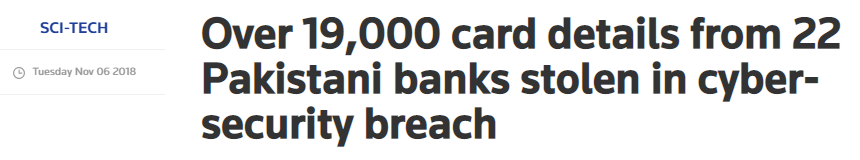 SCI-TECH
Tuesday Nov 06 2018
Over 19,000 card details from 22
Pakistani banks stolen in cyber-
security breach